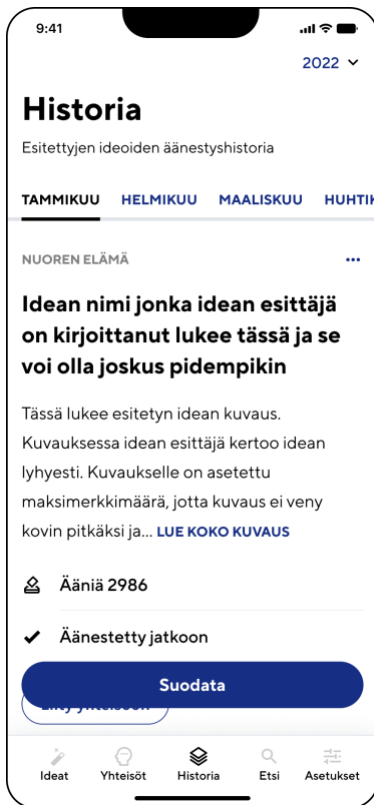 9:41
2022
Historia
Esitettyjen ideoiden äänestyshistoria
TAMMIKUU HELMIKUU MAALISKUU HUHTIK
NUOREN ELÄMÄ
Idean nimi jonka idean esittäjä
on kirjoittanut lukee tässä ja se
voi olla joskus pidempikin
Tässä lukee esitetyn idean kuvaus.
Kuvauksessa idean esittäjä kertoo idean
lyhyesti. Kuvaukselle on asetettu
maksimerkkimäärä, jotta kuvaus ei veny
kovin pitkäksi ja... LUE KOKO KUVAUS
Ääniä 2986
Äänestetty jatkoon
Suodata
Ideat Yhteisöt Historia Etsi Asetukset